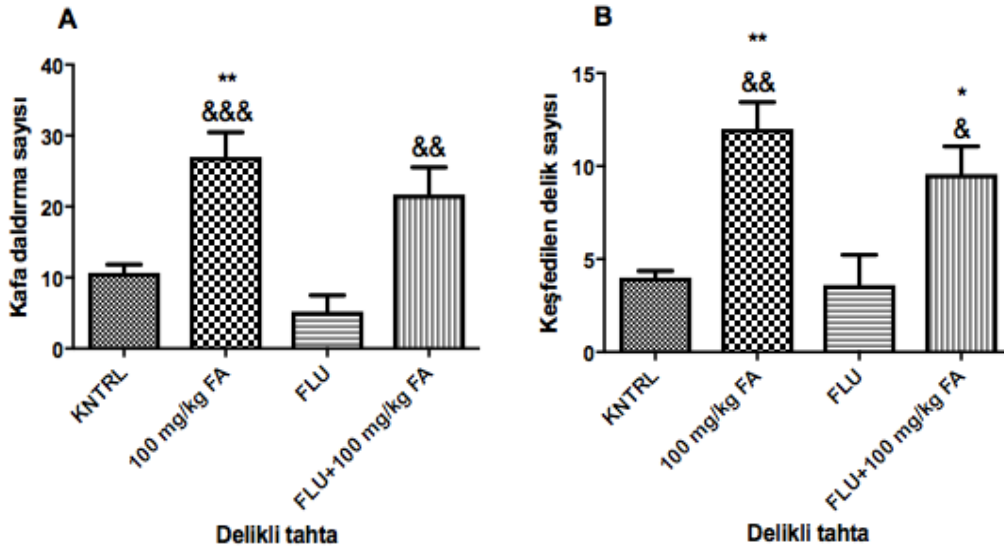 A
Kafa daldırma sayısı
40
30
20
10
0
**
&&&
&&
KNTRL
100 mg/kg FA
FLU
FLU+100 mg/kg FA
Delikli tahta
B
Keşfedilen delik sayısı
15
10
5
0
**
&&
*
&
KNTRL
100 mg/kg FA
FLU
FLU+100 mg/kg FA
Delikli tahta